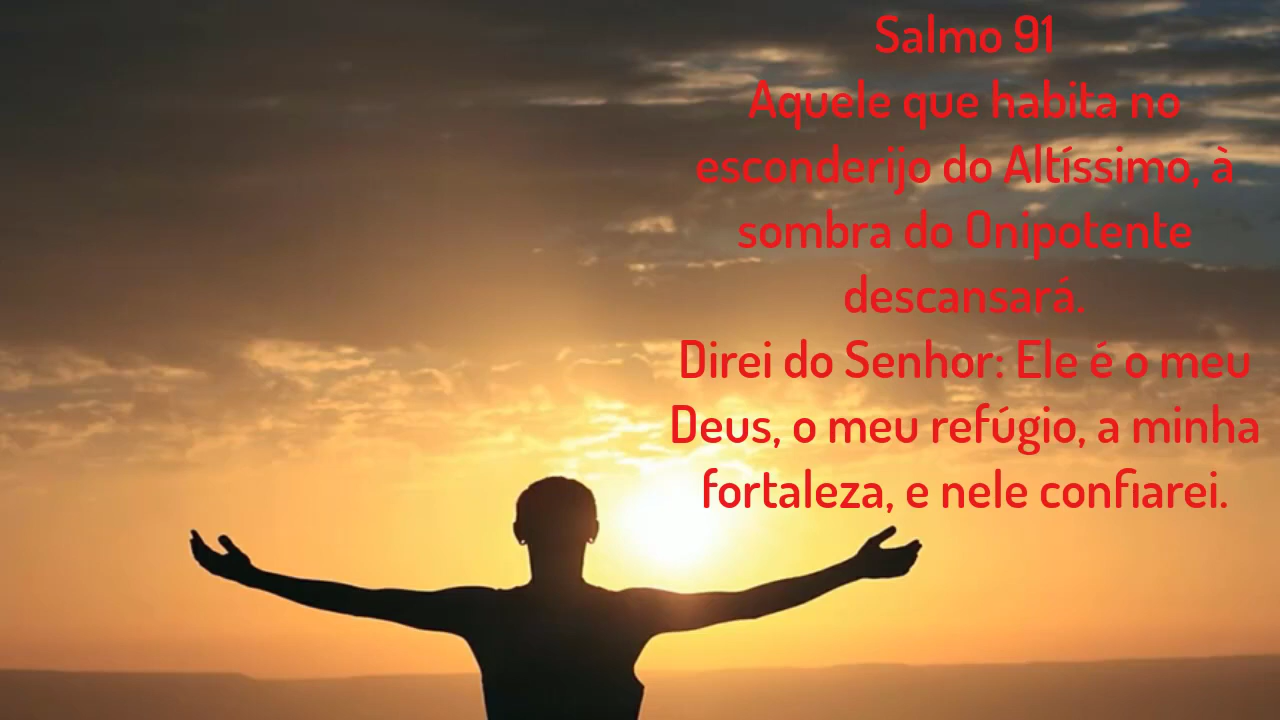 Salmo 91
Aquele que habita no
esconderijo do Altíssimo, à
sombra do Onipotente
descansará.
Direi do Senhor: Ele é o meu
Deus, o meu refúgio, a minha
fortaleza, e nele confiarei.